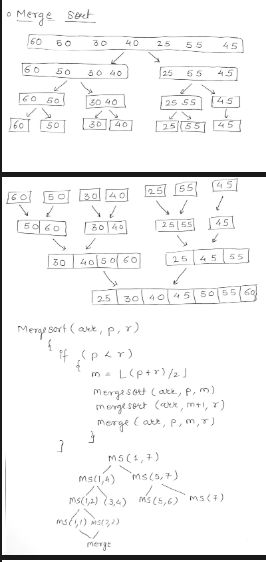 Merge sort
60 50 30 40 25 55 45
60 50 30 40 25 55 45
60 50 30 40 25 55 45
60 50 30 40 25 55 45
60 50 30 40 25 55 45
50 60 30 40 25 55 45
30 40 50 60 25 45 55
25 30 40 45 50 55 60
Mergesort (arr, p, r)
{
if (p < r)
{
m = ⌊(p+r)/2⌋
mergesort (arr, p, m)
mergesort (arr, m+1, r)
merge (arr, p, m, r)
}
}
MS(1,7)
MS(1,4) MS(5,7)
MS(1,2) (3,4) MS(5,6) MS(7)
MS(1,1) MS(2,2)
merge